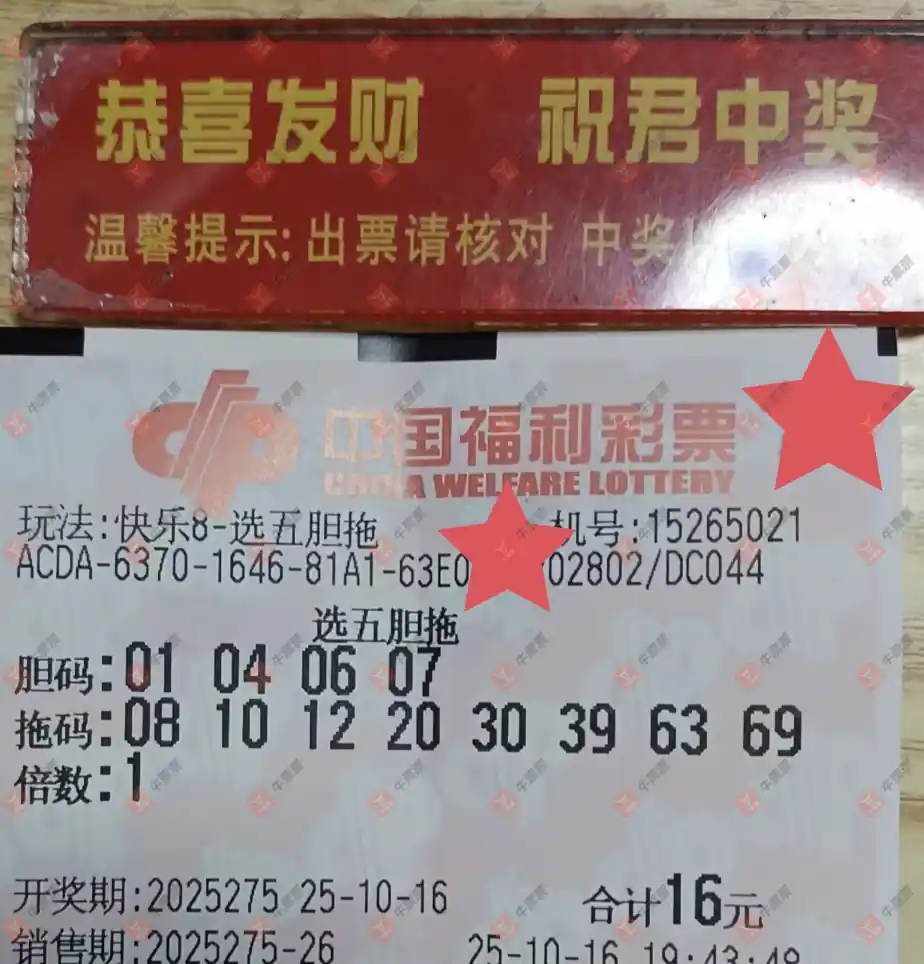 恭喜发财 祝君中奖
温馨提示:出票请核对 中奖
中国福利彩票
CHINA WELFARE LOTTERY
玩法:快乐8-选五胆拖 机号:15265021
ACDA-6370-1646-81A1-63E0 02802/DC044
选五胆拖
胆码:01 04 06 07
拖码:08 10 12 20 30 39 63 69
倍数:1
开奖期:2025275 25-10-16 合计16元
销售期:2025275-26 25-10-16 19:43:48
牛票票